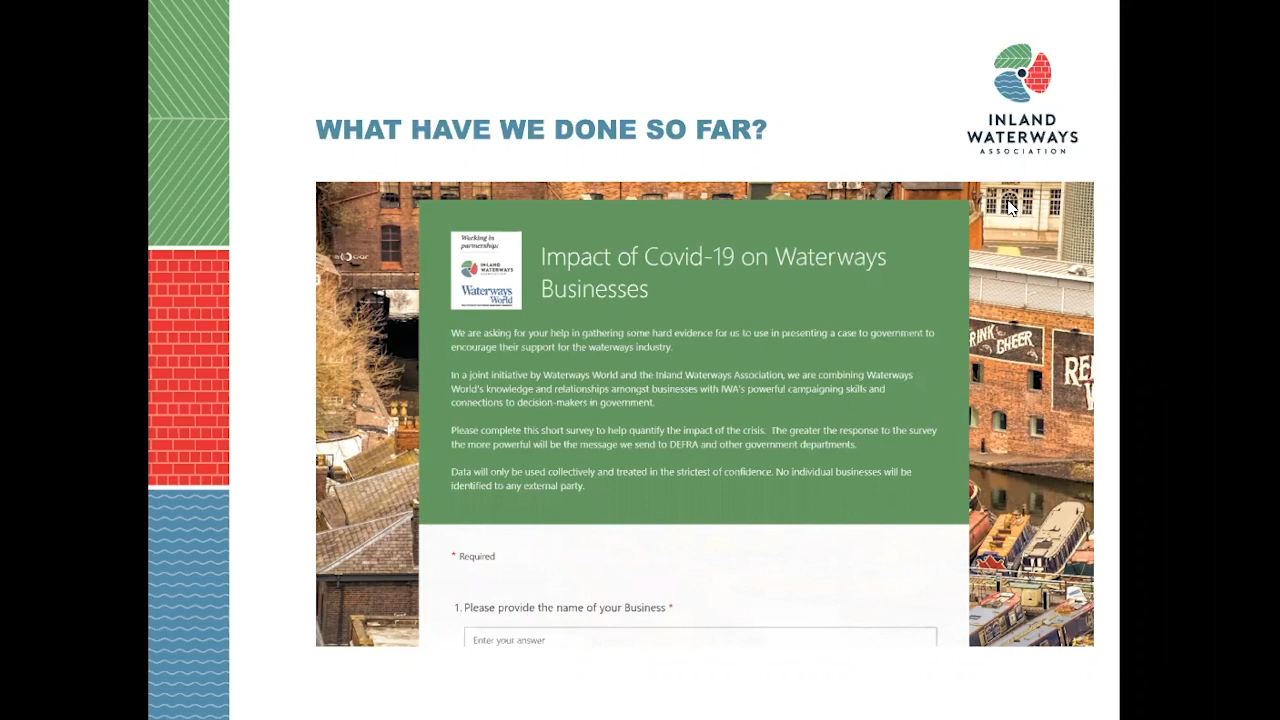 INLAND
WATERWAYS
ASSOCIATION
WHAT HAVE WE DONE SO FAR?
Working in
partnership:
INLAND
WATERWAYS
Waterways
World
Impact of Covid-19 on Waterways
Businesses
We are asking for your help in gathering some hard evidence for us to use in presenting a case to government to
encourage their support for the waterways industry.
In a joint initiative by Waterways World and the Inland Waterways Association, we are combining Waterways
World's knowledge and relationships amongst businesses with IWA's powerful campaigning skills and
connections to decision-makers in government.
Please complete this short survey to help quantify the impact of the crisis.  The greater the response to the survey
the more powerful will be the message we send to DEFRA and other government departments.
Data will only be used collectively and treated in the strictest of confidence. No individual businesses will be
identified to any external party.
* Required
1. Please provide the name of your Business *
Enter your answer
CHEER